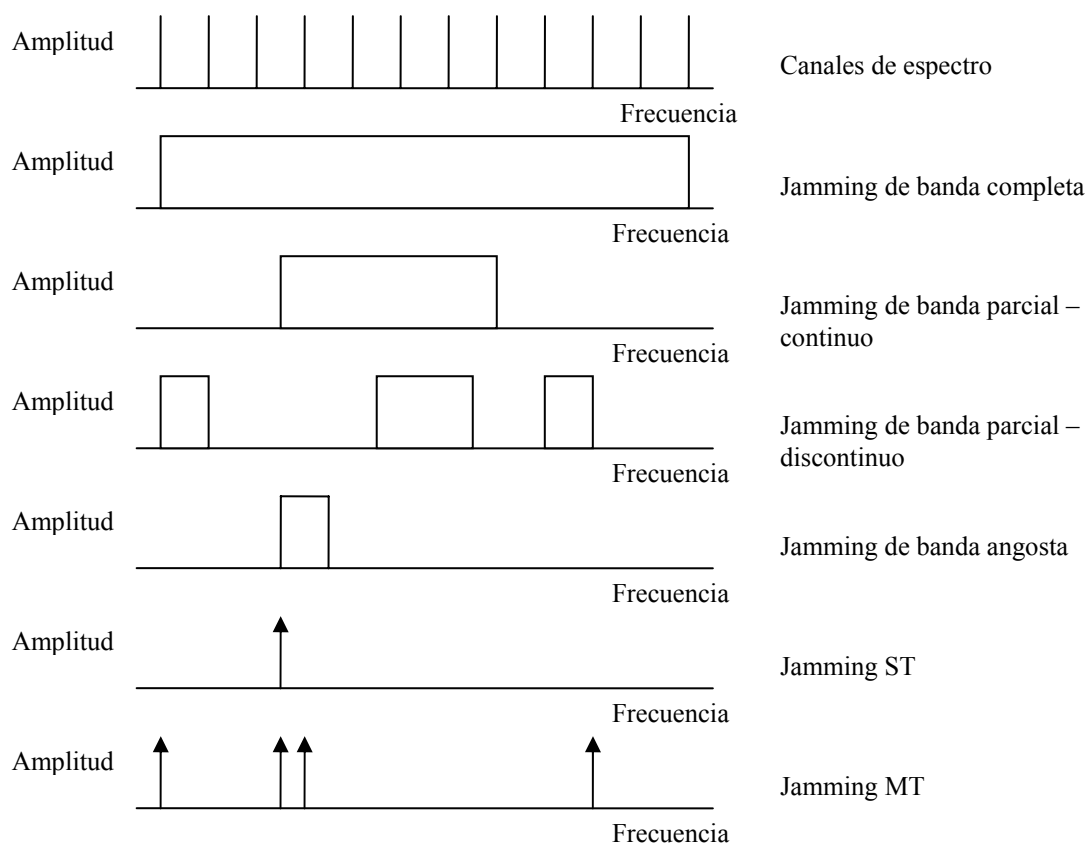 Amplitud
Canales de espectro
Frecuencia
Amplitud
Jamming de banda completa
Frecuencia
Amplitud
Jamming de banda parcial –
continuo
Frecuencia
Amplitud
Jamming de banda parcial –
discontinuo
Frecuencia
Amplitud
Jamming de banda angosta
Frecuencia
Amplitud
Jamming ST
Frecuencia
Amplitud
Jamming MT
Frecuencia